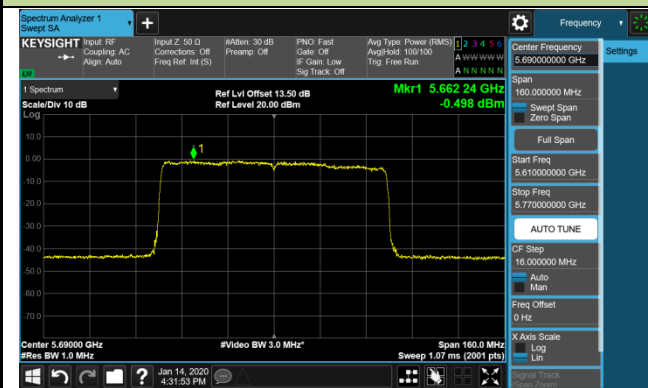 Spectrum Analyzer 1
Swept SA
Frequency
KEYSIGHT
Input: RF
Coupling: AC
Align: Auto
Input Z: 50 Ω
Corrections: Off
Freq Ref: Int (S)
#Atten: 30 dB
Preamp: Off
PNO: Fast
Gate: Off
IF Gain: Low
Sig Track: Off
Avg Type: Power (RMS)
Avg|Hold: 100/100
Trig: Free Run
1 2 3 4 5 6
A WWWWW
A N N N N N
LXI
Center Frequency
5.690000000 GHz
Settings
Span
160.000000 MHz
Swept Span
Zero Span
Full Span
Start Freq
5.610000000 GHz
Stop Freq
5.770000000 GHz
AUTO TUNE
CF Step
16.000000 MHz
Auto
Man
Freq Offset
0 Hz
X Axis Scale
Log
Lin
Signal Track
(Span Zoom)
1 Spectrum
Scale/Div 10 dB
Log
Ref Lvl Offset 13.50 dB
Ref Level 20.00 dBm
Mkr1 5.662 24 GHz
-0.498 dBm
1
10.0
0.00
-10.0
-20.0
-30.0
-40.0
-50.0
-60.0
-70.0
Center 5.69000 GHz
#Res BW 1.0 MHz
#Video BW 3.0 MHz*
Span 160.0 MHz
Sweep 1.07 ms (2001 pts)
Jan 14, 2020
4:31:53 PM